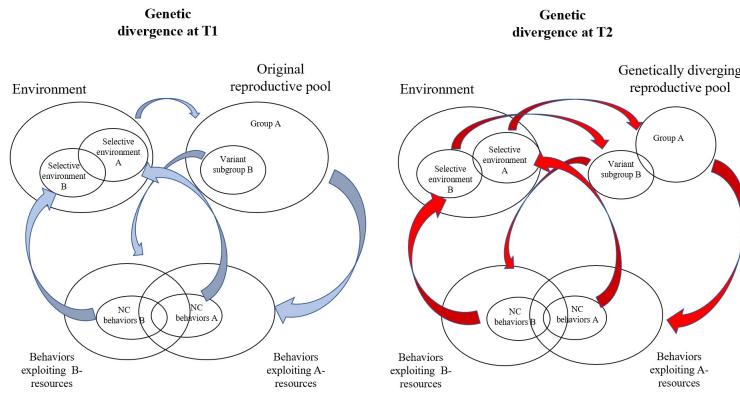 Genetic
divergence at T1
Environment
Original
reproductive pool
Group A
Selective
environment
A
Selective
environment
B
Variant
subgroup B
NC
behaviors B
NC
behaviors A
Behaviors
exploiting B-
resources
Behaviors
exploiting A-
resources
Genetic
divergence at T2
Environment
Genetically diverging
reproductive pool
Group A
Selective
environment
A
Selective
environment
B
Variant
subgroup B
NC
behaviors B
NC
behaviors A
Behaviors
exploiting B-
resources
Behaviors
exploiting A-
resources